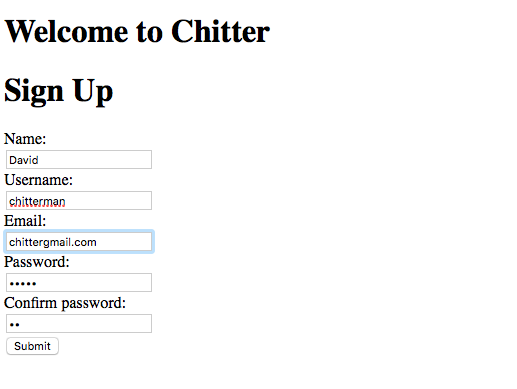 Welcome to Chitter
Sign Up
Name:
David
Username:
chitterman
Email:
chittergmail.com
Password:
•••••
Confirm password:
••
Submit